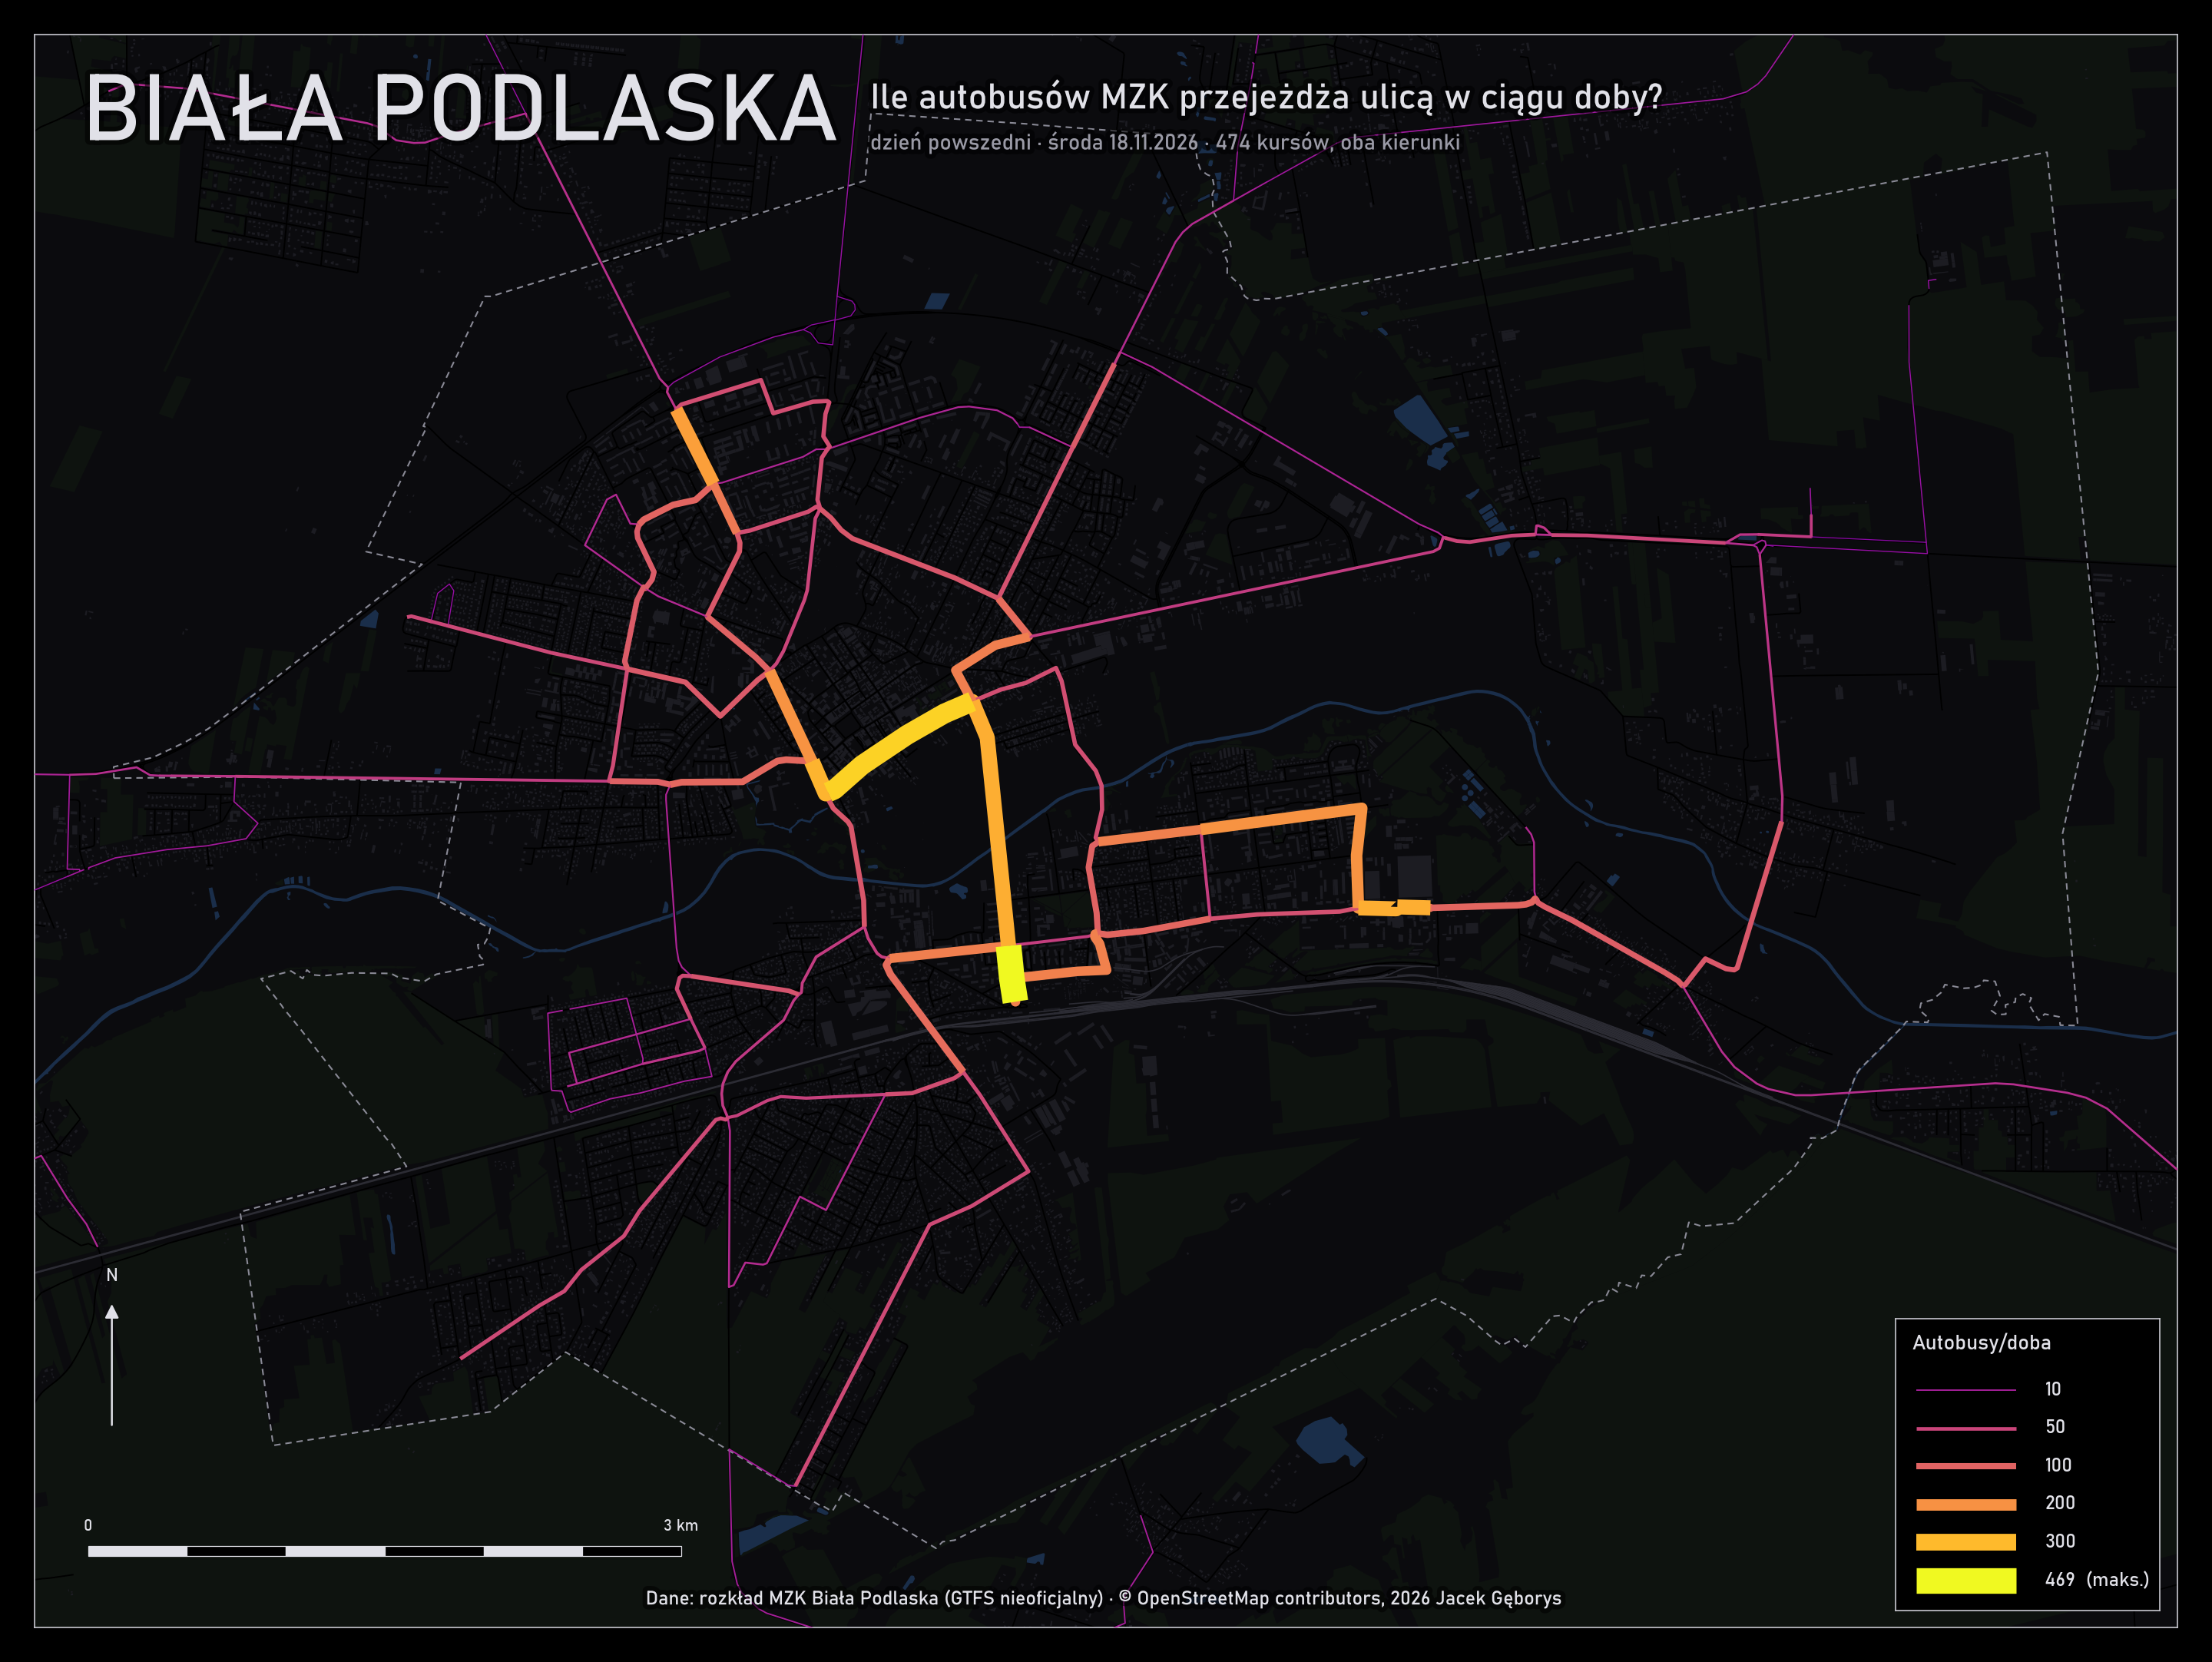 BIAŁA PODLASKA
Ile autobusów MZK przejeżdża ulicą w ciągu doby?
dzień powszedni · środa 18.11.2026 · 474 kursów, oba kierunki
N
0 3 km
Autobusy/doba
10
50
100
200
300
469 (maks.)
Dane: rozkład MZK Biała Podlaska (GTFS nieoficjalny) · © OpenStreetMap contributors, 2026 Jacek Gęborys